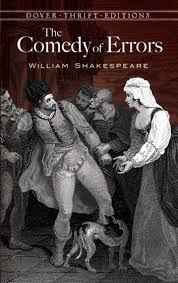 DOVER · THRIFT · EDITIONS
The
Comedy of Errors
WILLIAM SHAKESPEARE